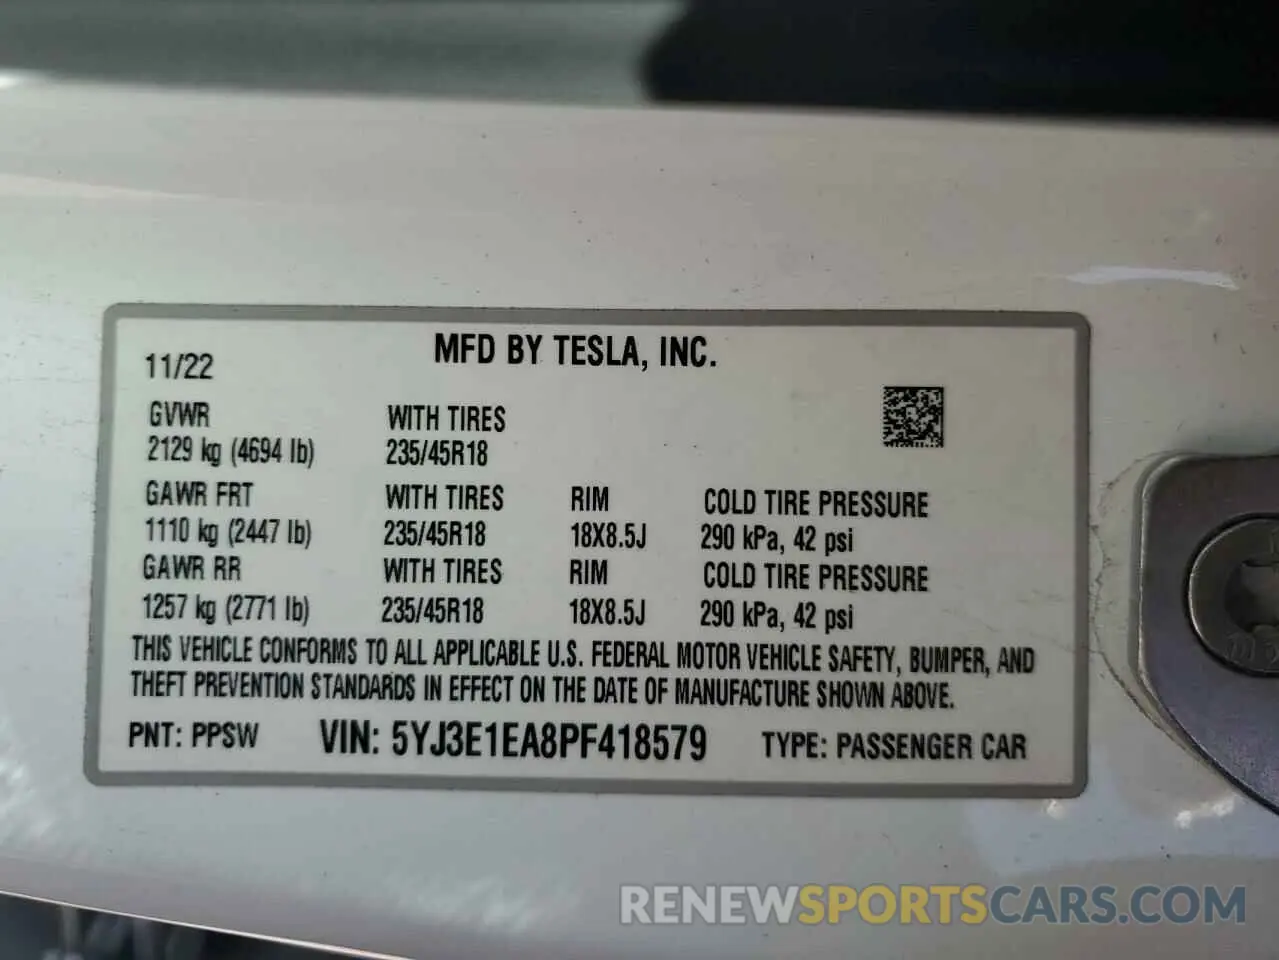 MFD BY TESLA, INC.
11/22
GVWR WITH TIRES
2129 kg (4694 lb) 235/45R18
GAWR FRT WITH TIRES RIM COLD TIRE PRESSURE
1110 kg (2447 lb) 235/45R18 18X8.5J 290 kPa, 42 psi
GAWR RR WITH TIRES RIM COLD TIRE PRESSURE
1257 kg (2771 lb) 235/45R18 18X8.5J 290 kPa, 42 psi
THIS VEHICLE CONFORMS TO ALL APPLICABLE U.S. FEDERAL MOTOR VEHICLE SAFETY, BUMPER, AND
THEFT PREVENTION STANDARDS IN EFFECT ON THE DATE OF MANUFACTURE SHOWN ABOVE.
PNT: PPSW VIN: 5YJ3E1EA8PF418579 TYPE: PASSENGER CAR
RENEWSPORTSCARS.COM